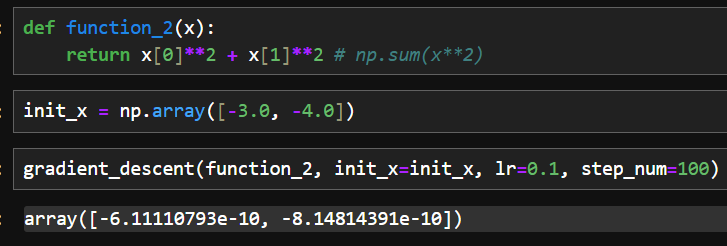 def function_2(x):
    return x[0]**2 + x[1]**2 # np.sum(x**2)
init_x = np.array([-3.0, -4.0])
gradient_descent(function_2, init_x=init_x, lr=0.1, step_num=100)
array([-6.11110793e-10, -8.14814391e-10])